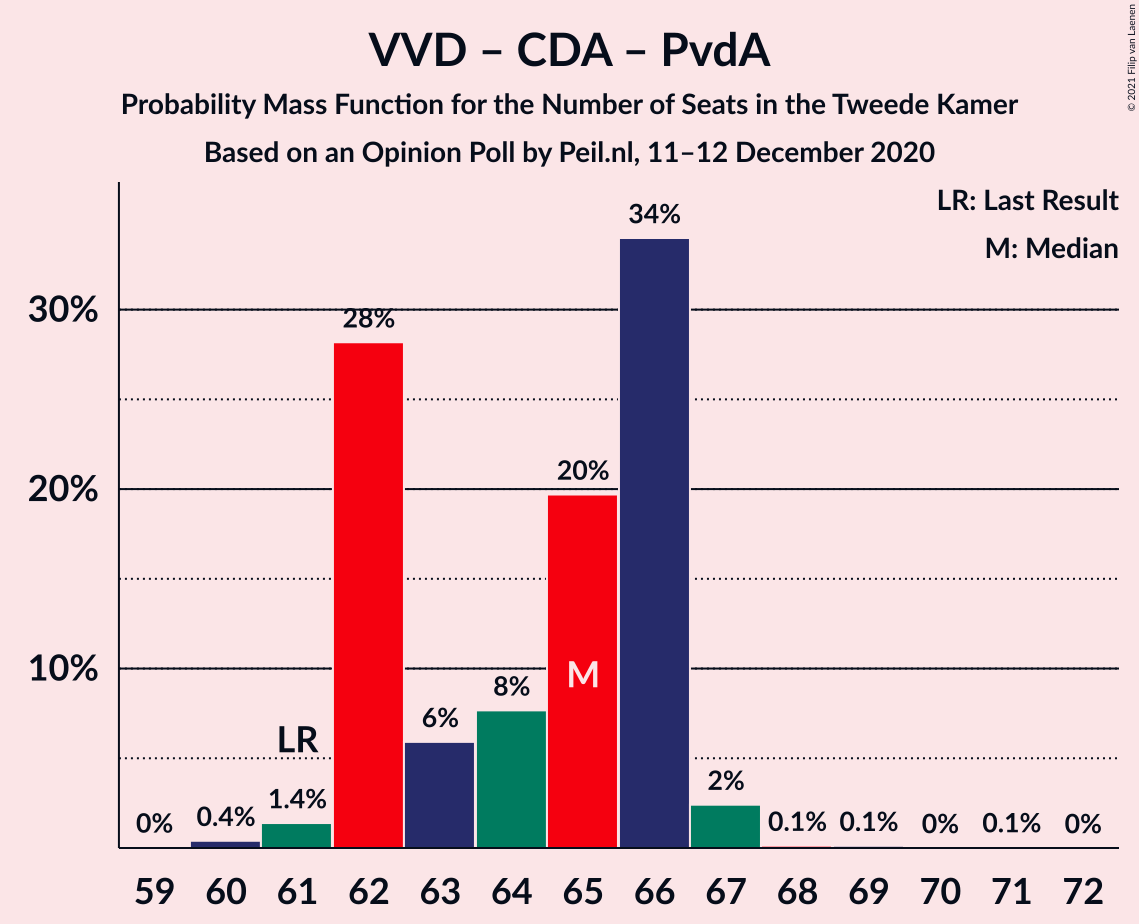 VVD – CDA – PvdA
Probability Mass Function for the Number of Seats in the Tweede Kamer
Based on an Opinion Poll by Peil.nl, 11–12 December 2020
© 2021 Filip van Laenen
LR: Last Result
M: Median
30%
20%
10%
0%
0.4%
1.4%
LR
28%
6%
8%
20%
M
34%
2%
0.1%
0.1%
0%
0.1%
0%
59 60 61 62 63 64 65 66 67 68 69 70 71 72